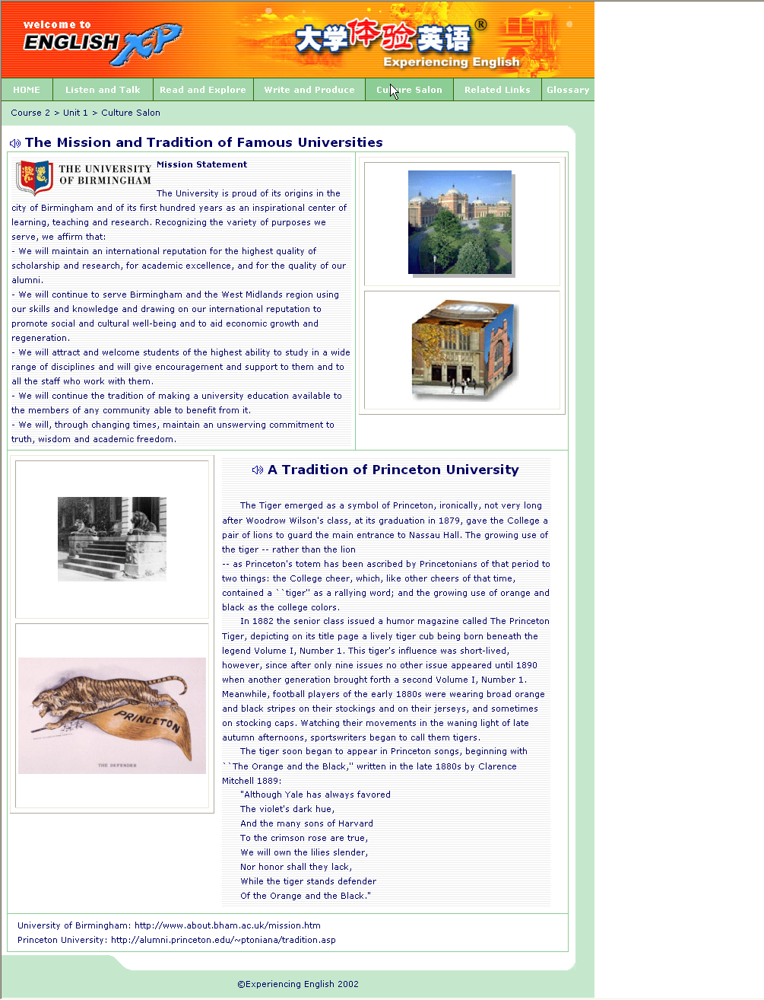 welcome to
ENGLISH XP
大学体验英语®
Experiencing English
HOME
Listen and Talk
Read and Explore
Write and Produce
Culture Salon
Related Links
Glossary
Course 2 > Unit 1 > Culture Salon
The Mission and Tradition of Famous Universities
THE UNIVERSITY
OF BIRMINGHAM
Mission Statement
The University is proud of its origins in the
city of Birmingham and of its first hundred years as an inspirational center of
learning, teaching and research. Recognizing the variety of purposes we
serve, we affirm that:
- We will maintain an international reputation for the highest quality of
scholarship and research, for academic excellence, and for the quality of our
alumni.
- We will continue to serve Birmingham and the West Midlands region using
our skills and knowledge and drawing on our international reputation to
promote social and cultural well-being and to aid economic growth and
regeneration.
- We will attract and welcome students of the highest ability to study in a wide
range of disciplines and will give encouragement and support to them and to
all the staff who work with them.
- We will continue the tradition of making a university education available to
the members of any community able to benefit from it.
- We will, through changing times, maintain an unswerving commitment to
truth, wisdom and academic freedom.
A Tradition of Princeton University
The Tiger emerged as a symbol of Princeton, ironically, not very long
after Woodrow Wilson's class, at its graduation in 1879, gave the College a
pair of lions to guard the main entrance to Nassau Hall. The growing use of
the tiger -- rather than the lion
-- as Princeton's totem has been ascribed by Princetonians of that period to
two things: the College cheer, which, like other cheers of that time,
contained a ``tiger'' as a rallying word; and the growing use of orange and
black as the college colors.
In 1882 the senior class issued a humor magazine called The Princeton
Tiger, depicting on its title page a lively tiger cub being born beneath the
legend Volume I, Number 1. This tiger's influence was short-lived,
however, since after only nine issues no other issue appeared until 1890
when another generation brought forth a second Volume I, Number 1.
Meanwhile, football players of the early 1880s were wearing broad orange
and black stripes on their stockings and on their jerseys, and sometimes
on stocking caps. Watching their movements in the waning light of late
autumn afternoons, sportswriters began to call them tigers.
The tiger soon began to appear in Princeton songs, beginning with
``The Orange and the Black,'' written in the late 1880s by Clarence
Mitchell 1889:
"Although Yale has always favored
The violet's dark hue,
And the many sons of Harvard
To the crimson rose are true,
We will own the lilies slender,
Nor honor shall they lack,
While the tiger stands defender
Of the Orange and the Black."
PRINCETON
THE DEFENDER
University of Birmingham: http://www.about.bham.ac.uk/mission.htm
Princeton University: http://alumni.princeton.edu/~ptoniana/tradition.asp
©Experiencing English 2002